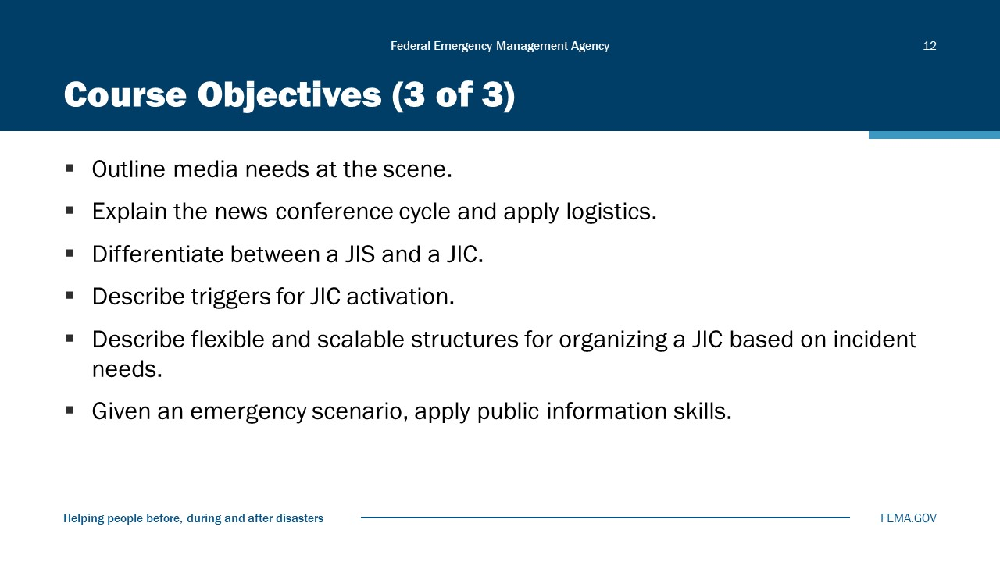 Federal Emergency Management Agency
12
Course Objectives (3 of 3)
▪ Outline media needs at the scene.
▪ Explain the news conference cycle and apply logistics.
▪ Differentiate between a JIS and a JIC.
▪ Describe triggers for JIC activation.
▪ Describe flexible and scalable structures for organizing a JIC based on incident
needs.
▪ Given an emergency scenario, apply public information skills.
Helping people before, during and after disasters
FEMA.GOV